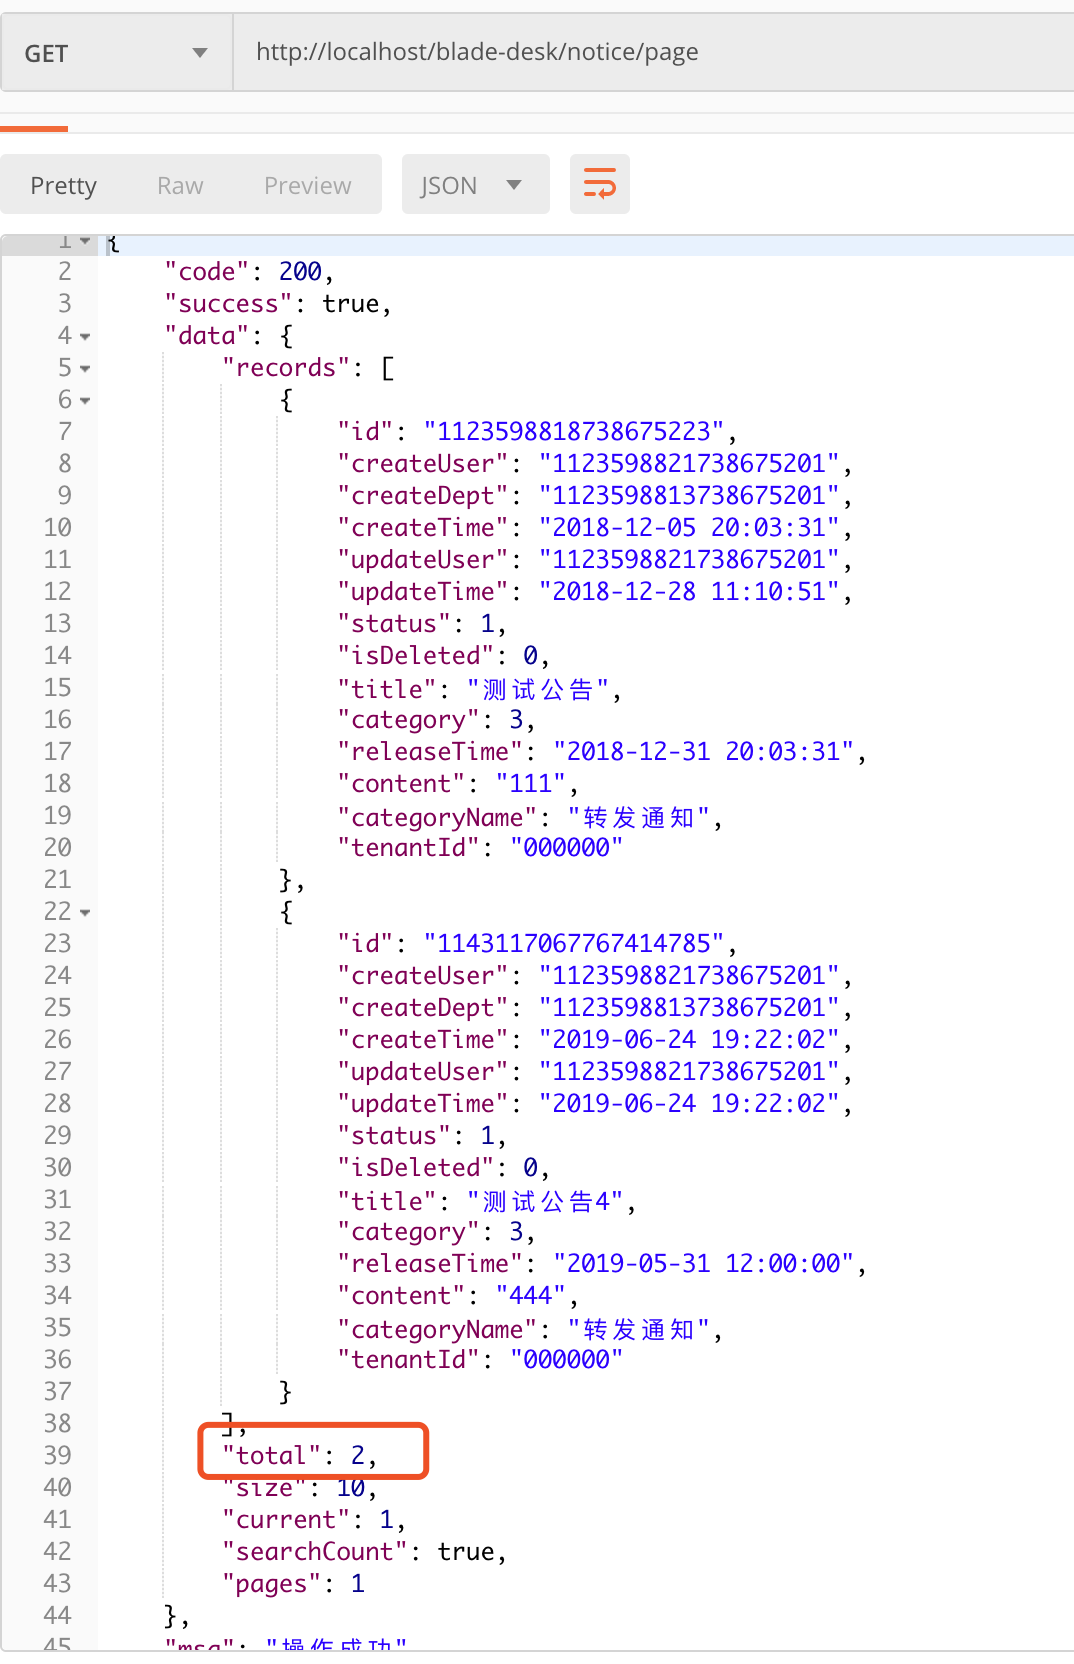 GET http://localhost/blade-desk/notice/page
Pretty Raw Preview JSON
1 {
2 "code": 200,
3 "success": true,
4 "data": {
5 "records": [
6 {
7 "id": "1123598818738675223",
8 "createUser": "1123598821738675201",
9 "createDept": "1123598813738675201",
10 "createTime": "2018-12-05 20:03:31",
11 "updateUser": "1123598821738675201",
12 "updateTime": "2018-12-28 11:10:51",
13 "status": 1,
14 "isDeleted": 0,
15 "title": "测试公告",
16 "category": 3,
17 "releaseTime": "2018-12-31 20:03:31",
18 "content": "111",
19 "categoryName": "转发通知",
20 "tenantId": "000000"
21 },
22 {
23 "id": "1143117067767414785",
24 "createUser": "1123598821738675201",
25 "createDept": "1123598813738675201",
26 "createTime": "2019-06-24 19:22:02",
27 "updateUser": "1123598821738675201",
28 "updateTime": "2019-06-24 19:22:02",
29 "status": 1,
30 "isDeleted": 0,
31 "title": "测试公告4",
32 "category": 3,
33 "releaseTime": "2019-05-31 12:00:00",
34 "content": "444",
35 "categoryName": "转发通知",
36 "tenantId": "000000"
37 }
38 ],
39 "total": 2,
40 "size": 10,
41 "current": 1,
42 "searchCount": true,
43 "pages": 1
44 },
45 "msg": "操作成功"